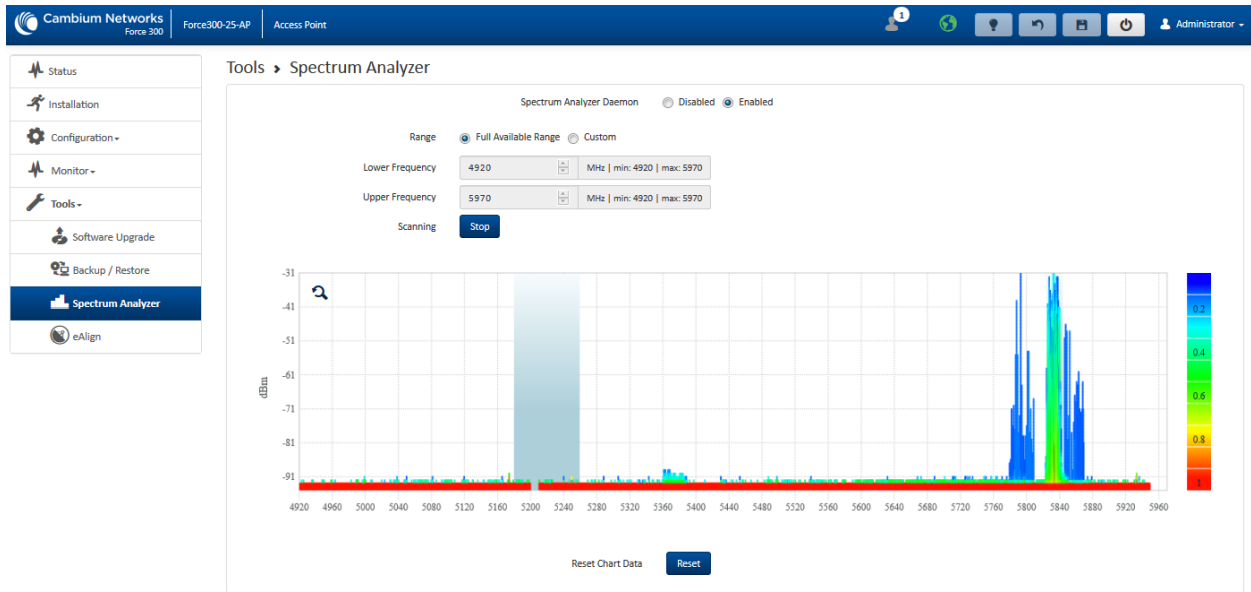 Cambium Networks
Force 300
Force300-25-AP
Access Point
1
Administrator
Status
Installation
Configuration
Monitor
Tools
Software Upgrade
Backup / Restore
Spectrum Analyzer
eAlign
Tools > Spectrum Analyzer
Spectrum Analyzer Daemon Disabled Enabled
Range Full Available Range Custom
Lower Frequency 4920 MHz | min: 4920 | max: 5970
Upper Frequency 5970 MHz | min: 4920 | max: 5970
Scanning Stop
dBm
-31
-41
-51
-61
-71
-81
-91
4920 4960 5000 5040 5080 5120 5160 5200 5240 5280 5320 5360 5400 5440 5480 5520 5560 5600 5640 5680 5720 5760 5800 5840 5880 5920 5960
0.2
0.4
0.6
0.8
1
Reset Chart Data Reset